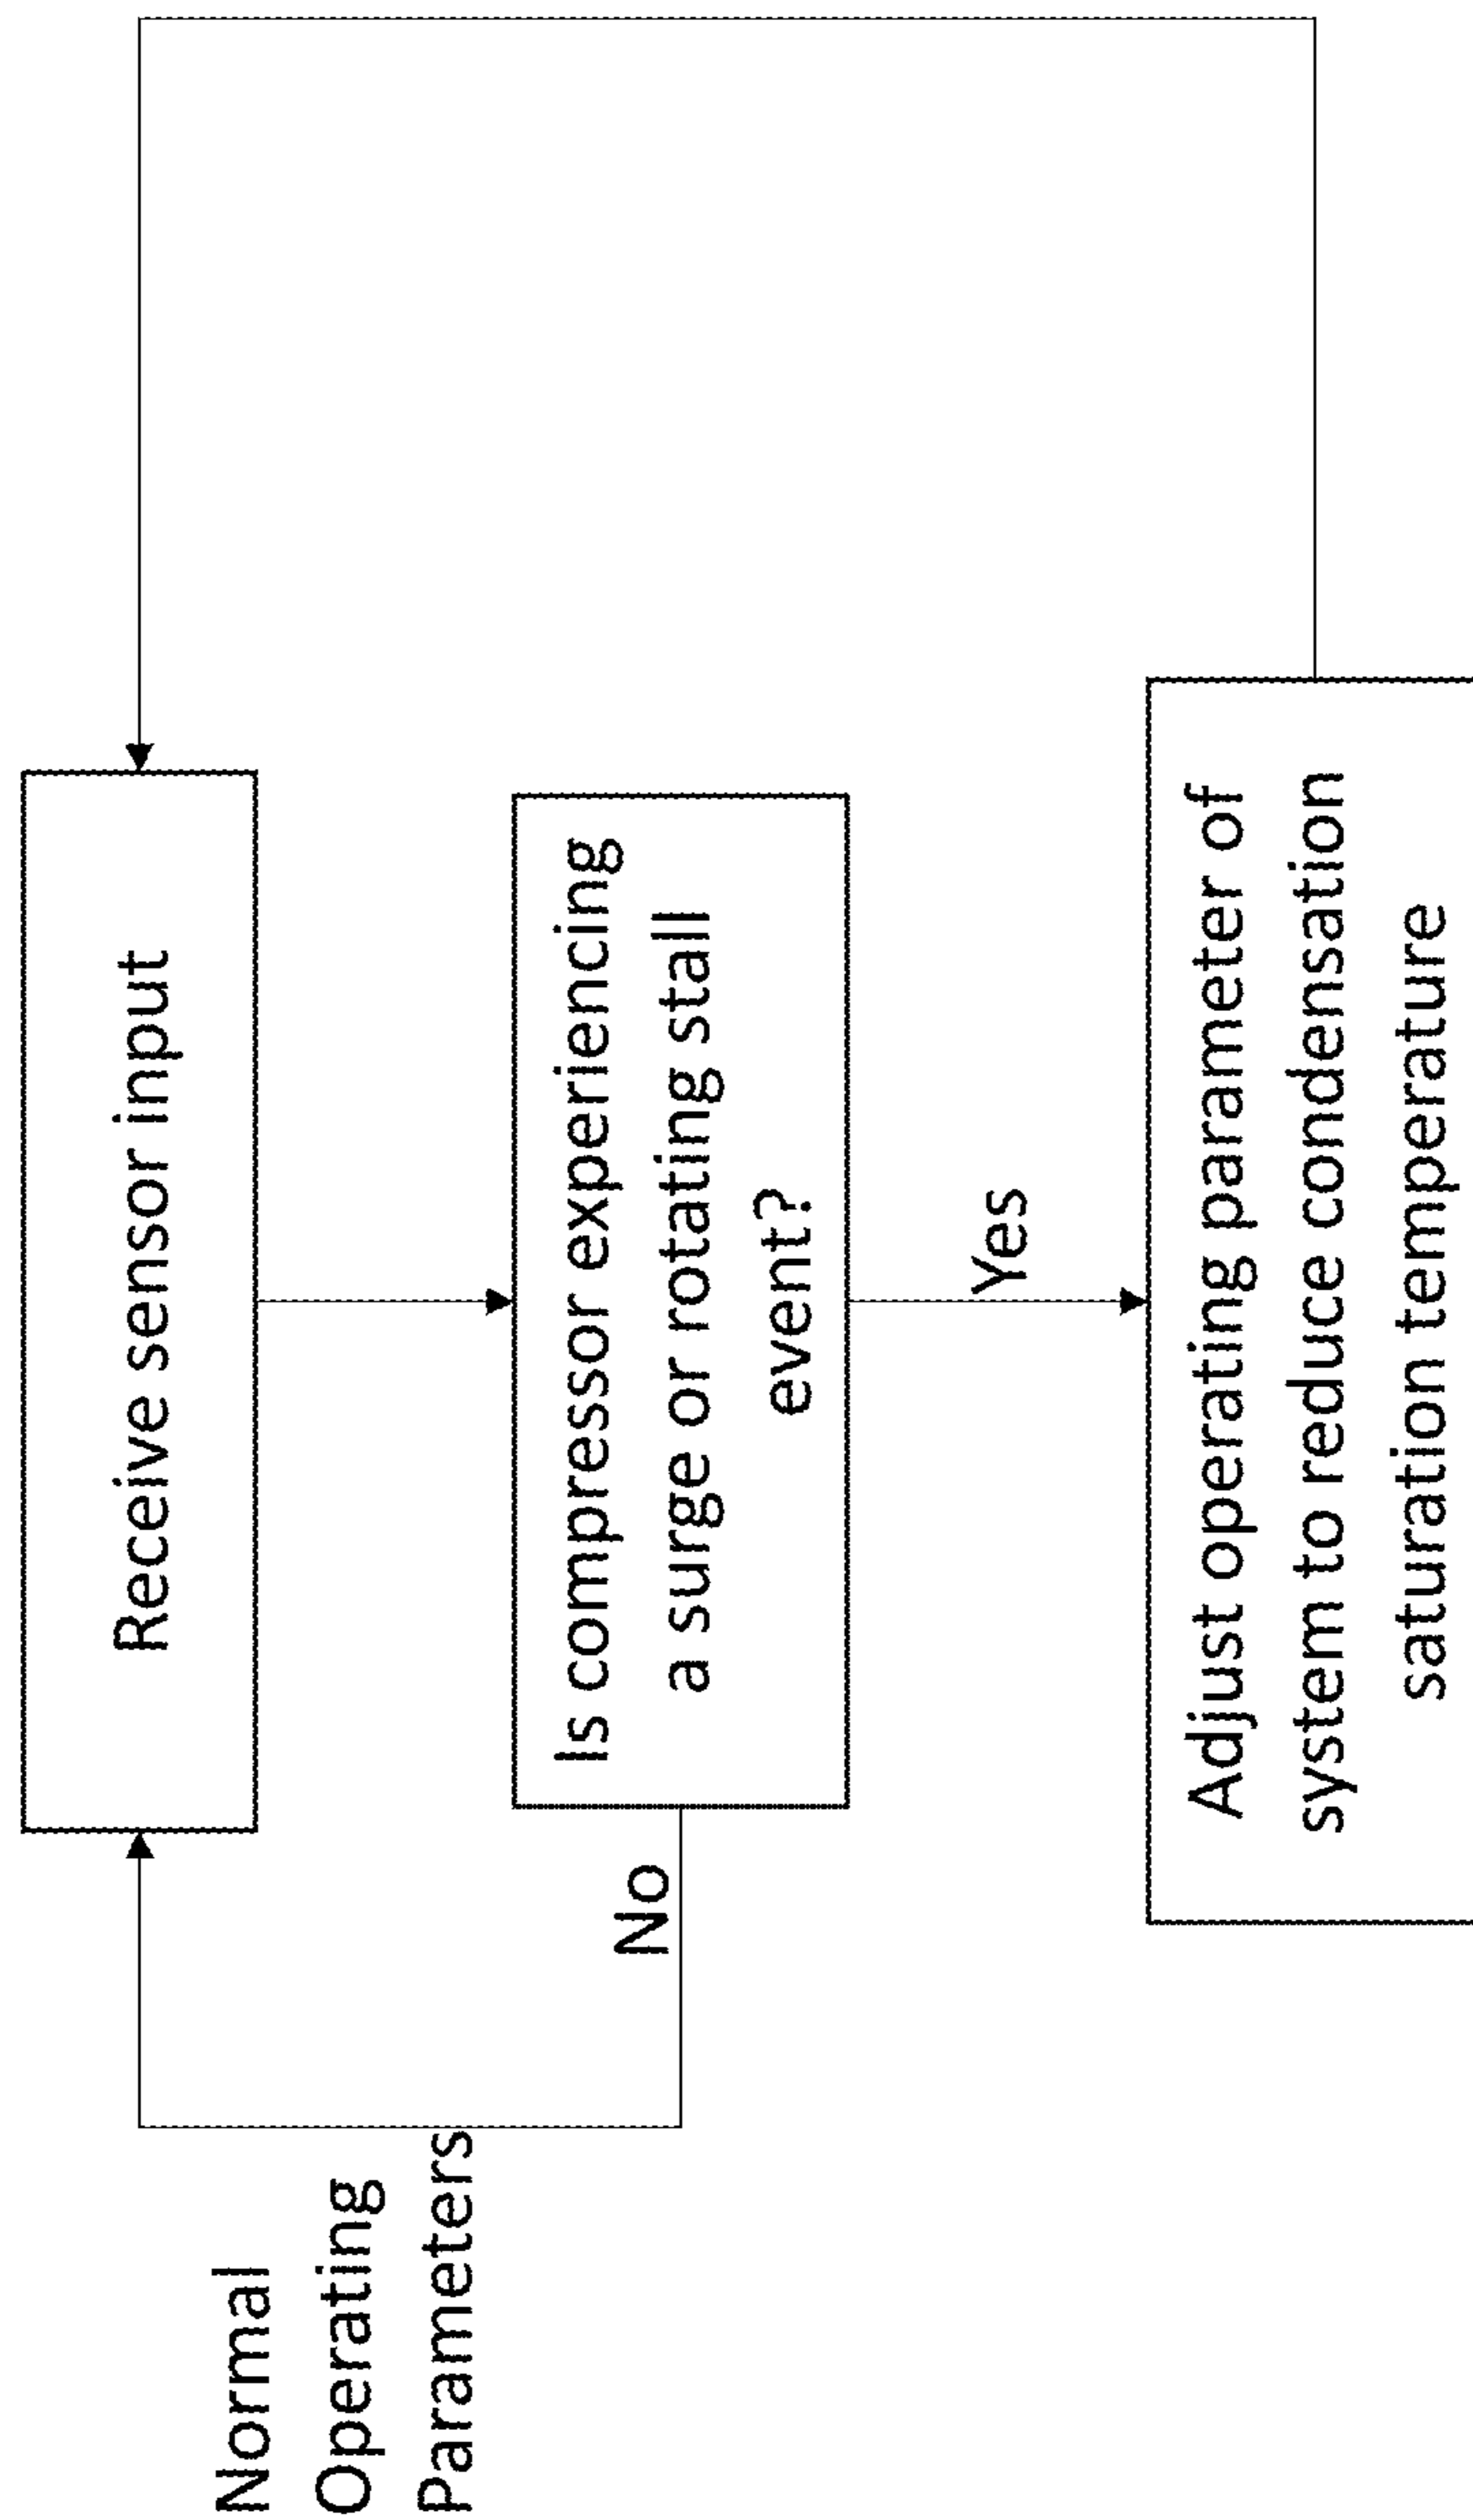 Receive sensor input
Is compressor experiencing
a surge or rotating stall
event?
No
Normal
Operating
Parameters
Yes
Adjust operating parameter of
system to reduce condensation
saturation temperature